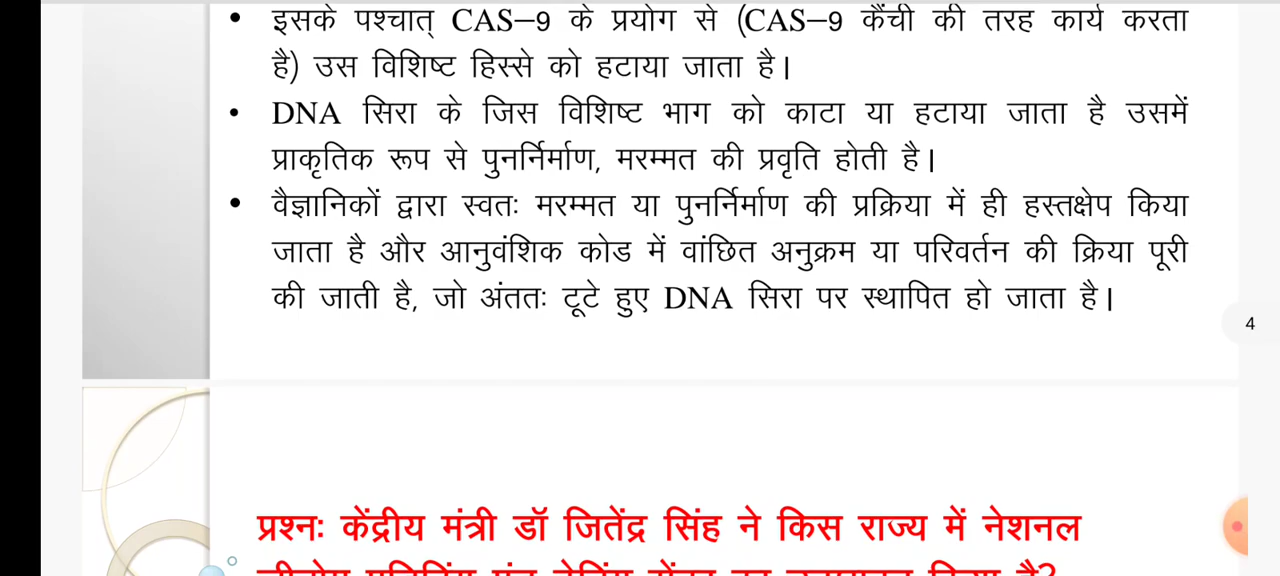 • इसके पश्चात् CAS–9 के प्रयोग से (CAS–9 कैंची की तरह कार्य करता
है) उस विशिष्ट हिस्से को हटाया जाता है।
• DNA सिरा के जिस विशिष्ट भाग को काटा या हटाया जाता है उसमें
प्राकृतिक रूप से पुनर्निर्माण, मरम्मत की प्रवृति होती है।
• वैज्ञानिकों द्वारा स्वतः मरम्मत या पुनर्निर्माण की प्रक्रिया में ही हस्तक्षेप किया
जाता है और आनुवंशिक कोड में वांछित अनुक्रम या परिवर्तन की क्रिया पूरी
की जाती है, जो अंततः टूटे हुए DNA सिरा पर स्थापित हो जाता है।
4
प्रश्नः केंद्रीय मंत्री डॉ जितेंद्र सिंह ने किस राज्य में नेशनल